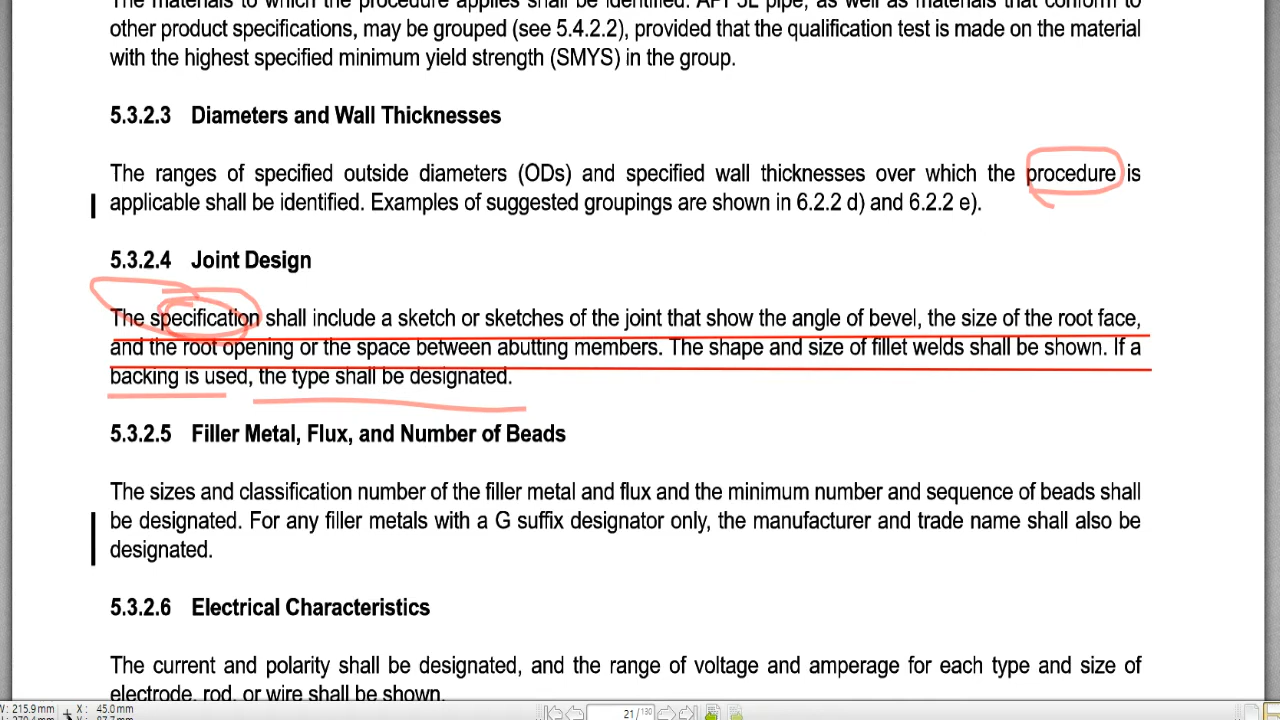 The materials to which the procedure applies shall be identified. API 5L pipe, as well as materials that conform to
other product specifications, may be grouped (see 5.4.2.2), provided that the qualification test is made on the material
with the highest specified minimum yield strength (SMYS) in the group.
5.3.2.3 Diameters and Wall Thicknesses
The ranges of specified outside diameters (ODs) and specified wall thicknesses over which the procedure is
applicable shall be identified. Examples of suggested groupings are shown in 6.2.2 d) and 6.2.2 e).
5.3.2.4 Joint Design
The specification shall include a sketch or sketches of the joint that show the angle of bevel, the size of the root face,
and the root opening or the space between abutting members. The shape and size of fillet welds shall be shown. If a
backing is used, the type shall be designated.
5.3.2.5 Filler Metal, Flux, and Number of Beads
The sizes and classification number of the filler metal and flux and the minimum number and sequence of beads shall
be designated. For any filler metals with a G suffix designator only, the manufacturer and trade name shall also be
designated.
5.3.2.6 Electrical Characteristics
The current and polarity shall be designated, and the range of voltage and amperage for each type and size of
electrode, rod, or wire shall be shown.
W: 215.9mm X: 45.0mm 21/130